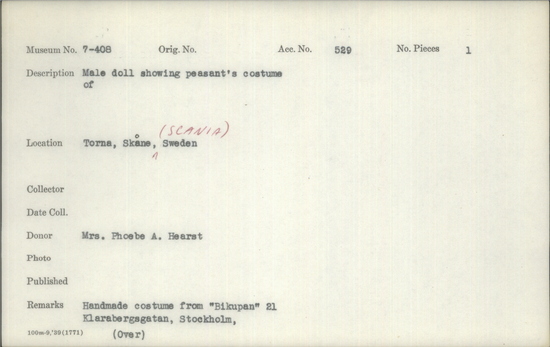 Museum No. 7-408 Orig. No. Acc. No. 529 No. Pieces 1
Description Male doll showing peasant's costume
of
(SCANIA)
Location Torna, Skåne, ^ Sweden
Collector
Date Coll.
Donor Mrs. Phoebe A. Hearst
Photo
Published
Remarks Handmade costume from "Bikupan" 21
Klarabergsgatan, Stockholm,
100m-9,'39(1771) (Over)